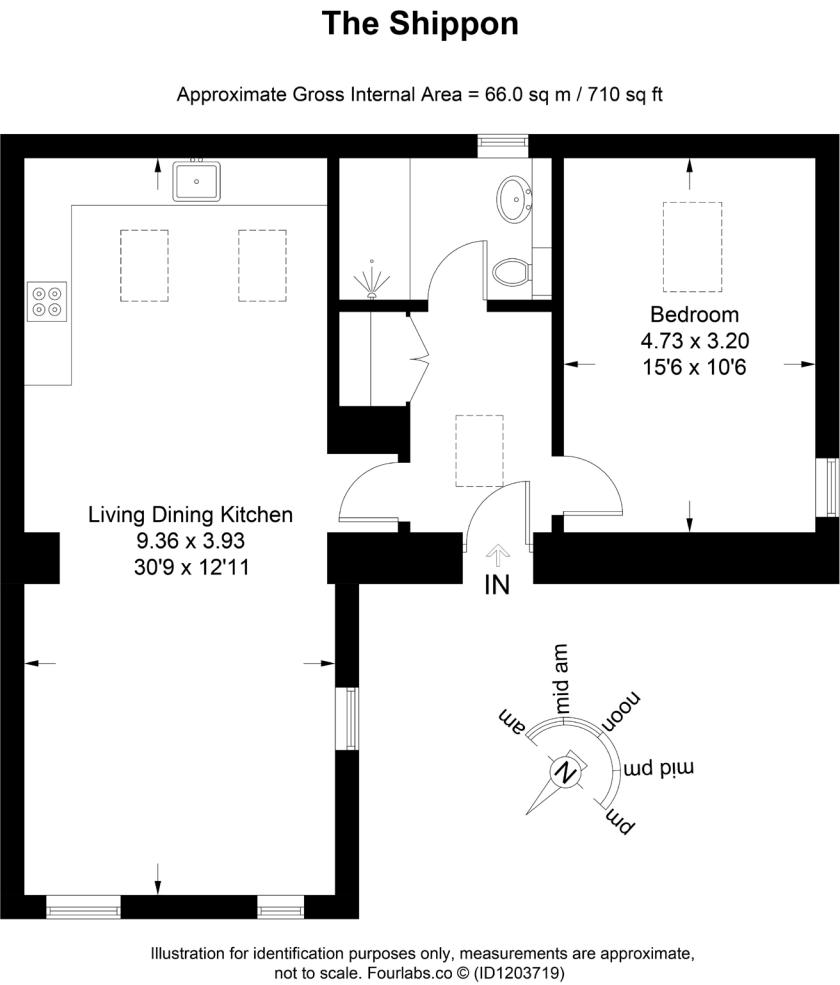 The Shippon
Approximate Gross Internal Area = 66.0 sq m / 710 sq ft
Bedroom
4.73 x 3.20
15'6 x 10'6
Living Dining Kitchen
9.36 x 3.93
30'9 x 12'11
IN
am
mid am
noon
mid pm
pm
N
Illustration for identification purposes only, measurements are approximate,
not to scale. Fourlabs.co © (ID1203719)